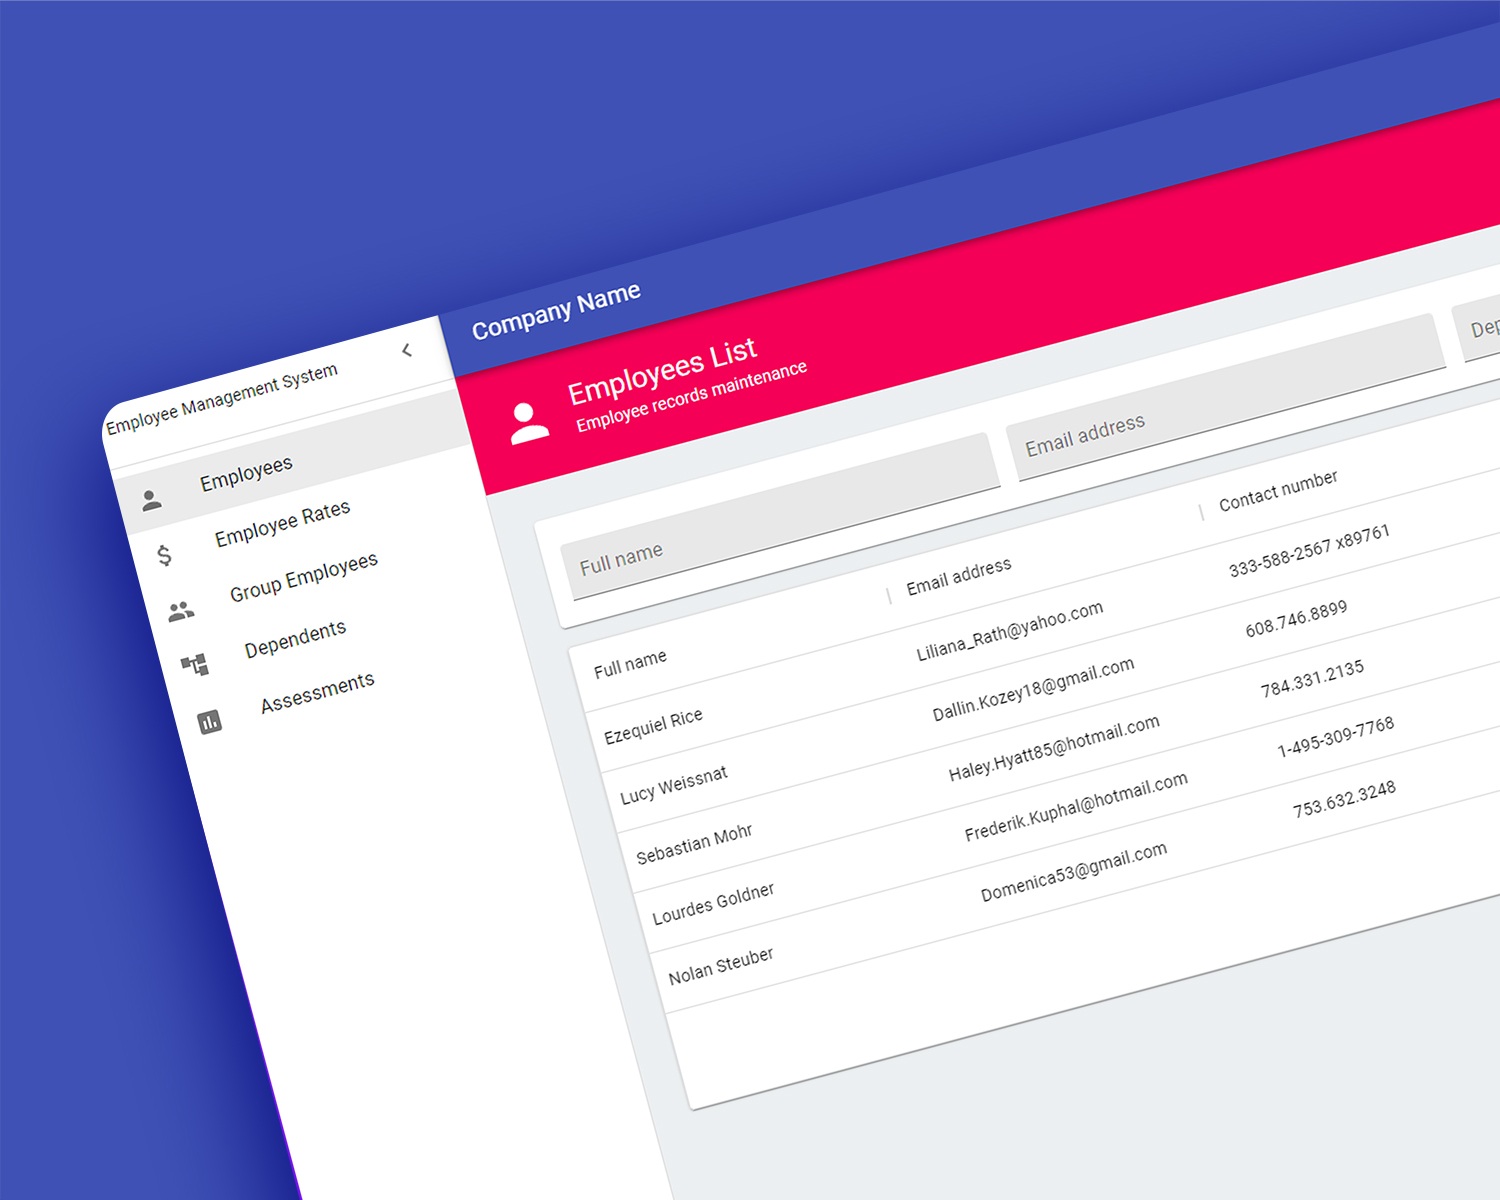 Employee Management System
Employees
Employee Rates
Group Employees
Dependents
Assessments
Company Name
Employees List
Employee records maintenance
Full name
Email address
Dep
Full name
Email address
Contact number
Ezequiel Rice
Liliana_Rath@yahoo.com
333-588-2567 x89761
Lucy Weissnat
Dallin.Kozey18@gmail.com
608.746.8899
Sebastian Mohr
Haley.Hyatt85@hotmail.com
784.331.2135
Lourdes Goldner
Frederik.Kuphal@hotmail.com
1-495-309-7768
Nolan Steuber
Domenica53@gmail.com
753.632.3248